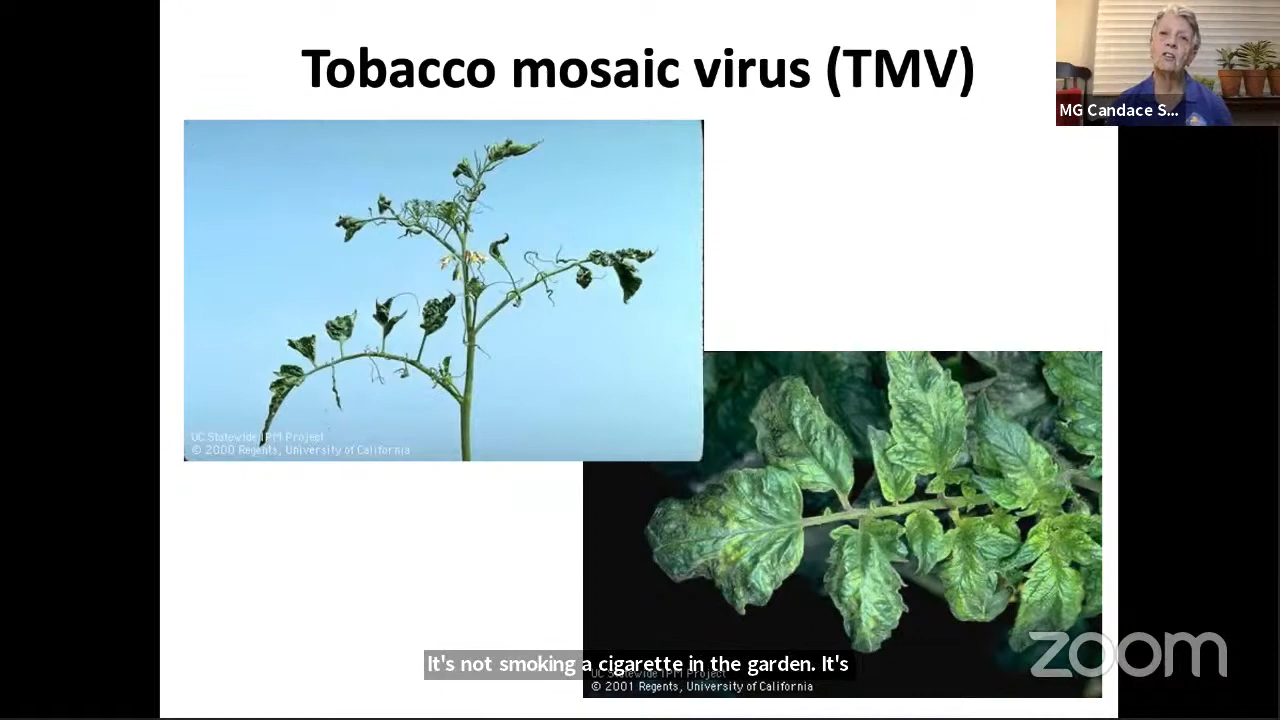 Tobacco mosaic virus (TMV)
MG Candace S...
UC Statewide IPM Project
© 2000 Regents, University of California
It's not smoking a cigarette in the garden. It's
UC Statewide IPM Project
© 2001 Regents, University of California
zoom